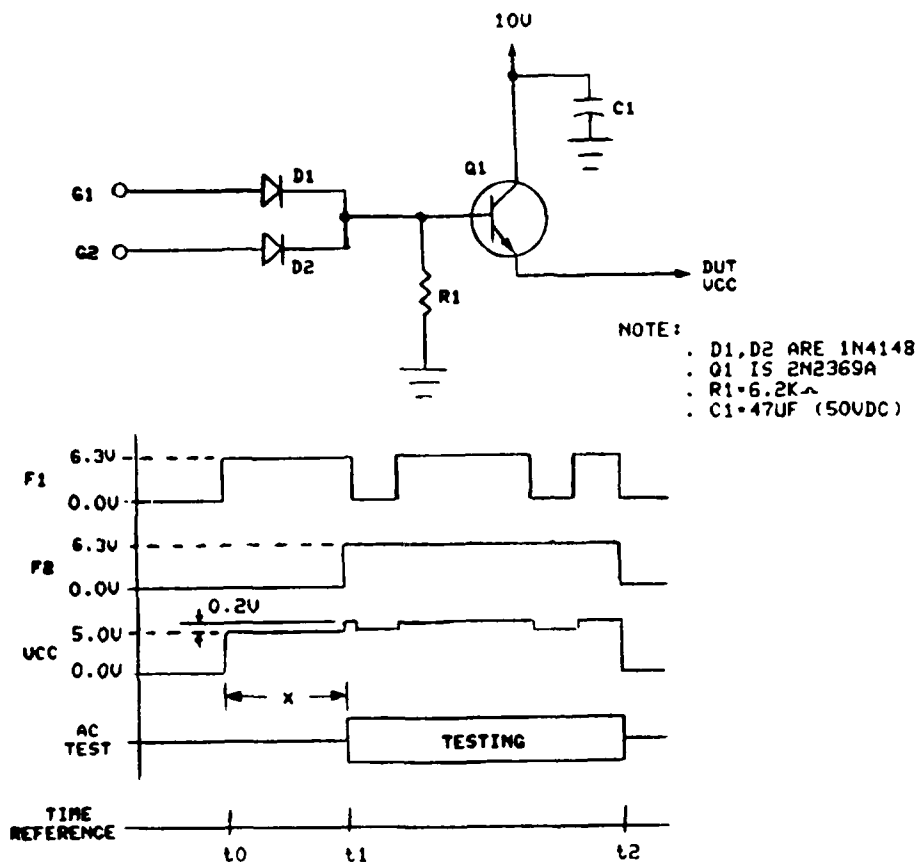 10V
C1
Q1
D1
G1
G2
D2
R1
DUT
VCC
NOTE:
. D1,D2 ARE 1N4148
. Q1 IS 2N2369A
. R1=6.2KΩ
. C1=47UF (50VDC)
6.3V
F1
0.0V
6.3V
F2
0.0V
0.2V
5.0V
VCC
0.0V
X
AC
TEST
TESTING
TIME
REFERENCE
t0
t1
t2